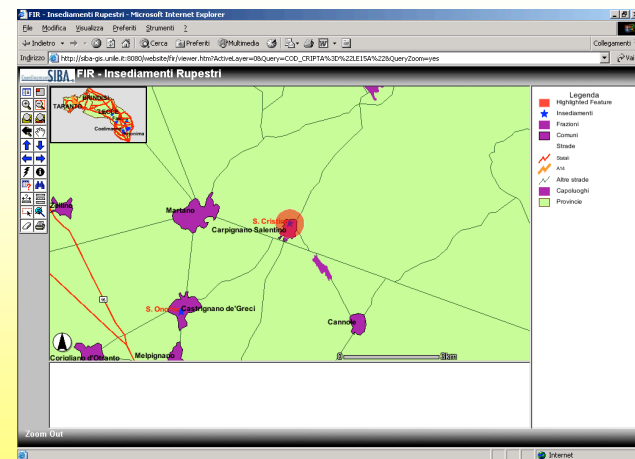 FIR - Insediamenti Rupestri - Microsoft Internet Explorer
File Modifica Visualizza Preferiti Strumenti ?
Indietro Cerca Preferiti Multimedia Collegamenti
Indirizzo http://siba-gis.unile.it:8080/website/fir/viewer.htm?ActiveLayer=0&Query=COD_CRIPTA%3D%22LE15A%22&QueryZoom=yes Vai
SIBA FIR - Insediamenti Rupestri
BRINDISI
TARANTO
LECCE
Coelimanna
Legenda
Highlighted Feature
Insediamenti
Frazioni
Comuni
Strade
Statali
A14
Altre strade
Capoluoghi
Provincie
Zollino
Martano
S. Cristina
Carpignano Salentino
S. Onofrio
Castrignano de'Greci
Cannole
Corigliano d'Otranto
Melpignano
0 3km
Zoom Out
Internet